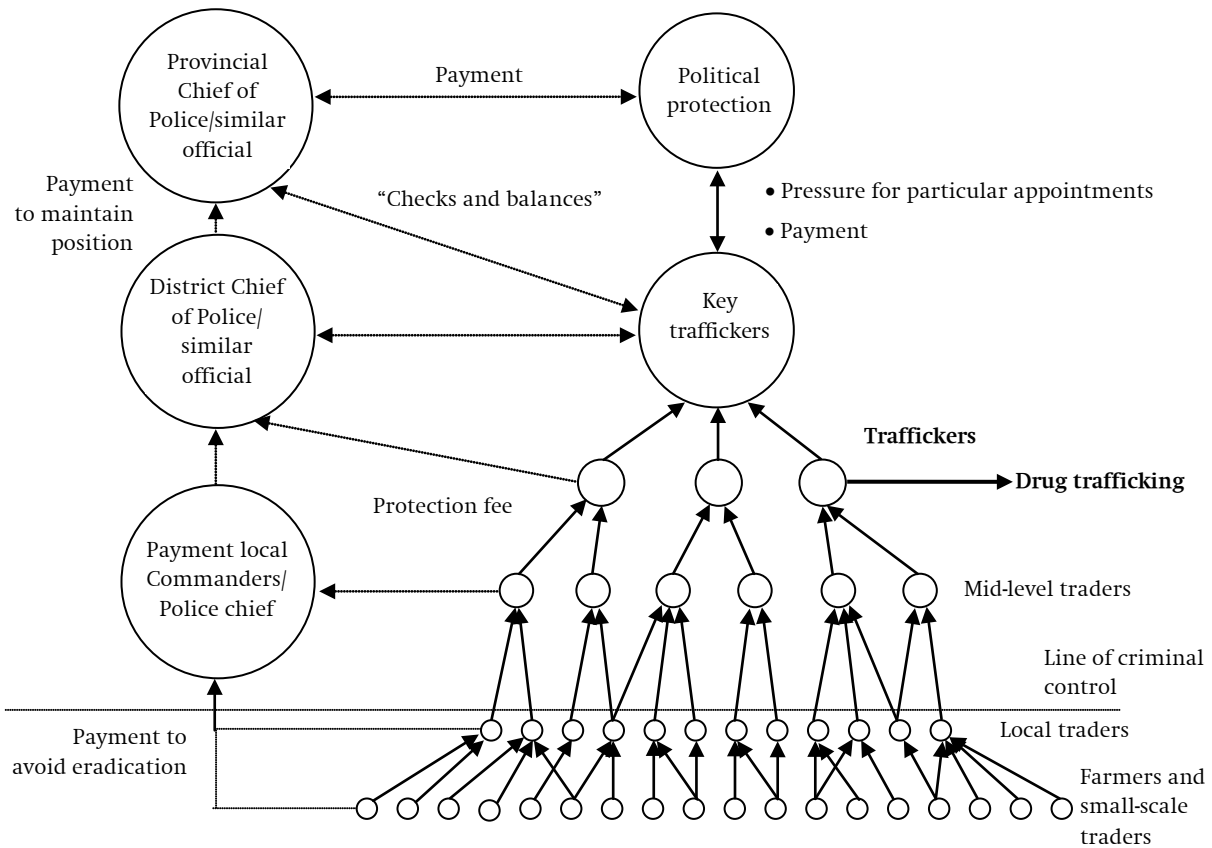 Provincial
Chief of
Police/similar
official
Payment
Political
protection
Payment
to maintain
position
“Checks and balances”
• Pressure for particular appointments
• Payment
District Chief
of Police/
similar
official
Key
traffickers
Traffickers
Drug trafficking
Protection fee
Payment local
Commanders/
Police chief
Mid-level traders
Line of criminal
control
Local traders
Payment to
avoid eradication
Farmers and
small-scale
traders